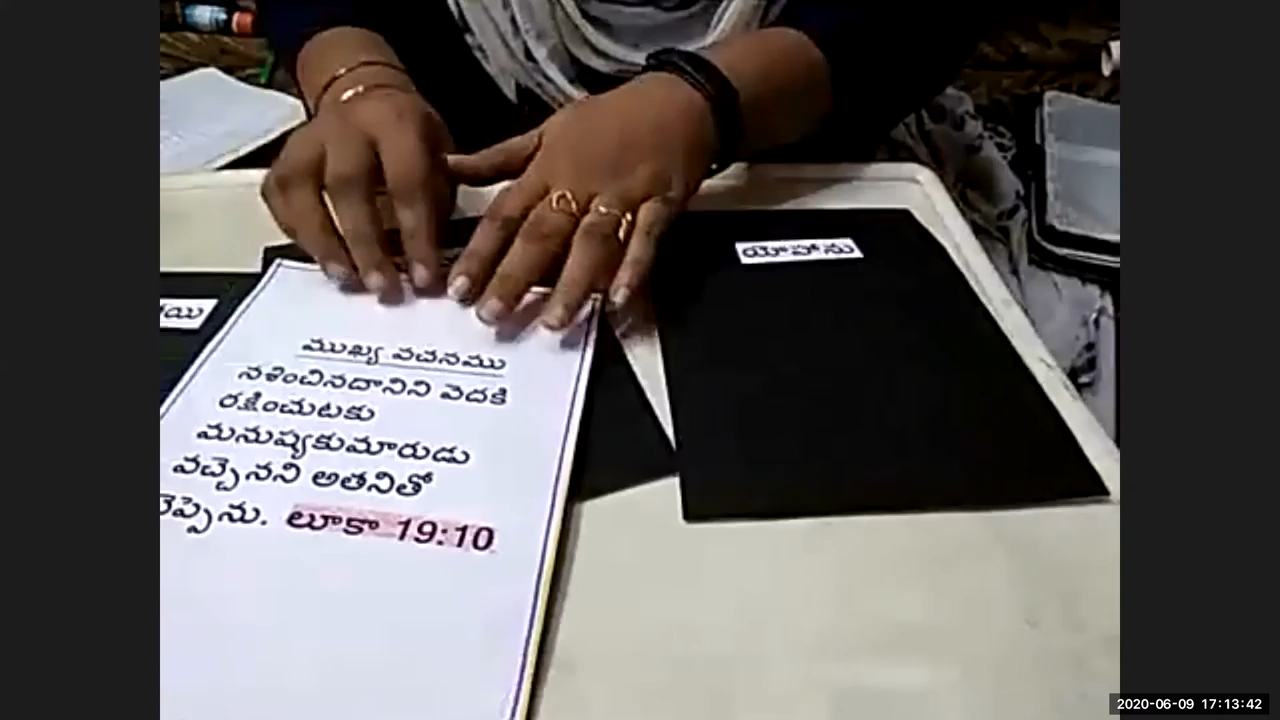 యోహాను
ముఖ్య వచనము
నశించినదానిని వెదకి
రక్షించుటకు
మనుష్యకుమారుడు
వచ్చెనని అతనితో
చెప్పెను. లూకా 19:10
2020-06-09 17:13:42